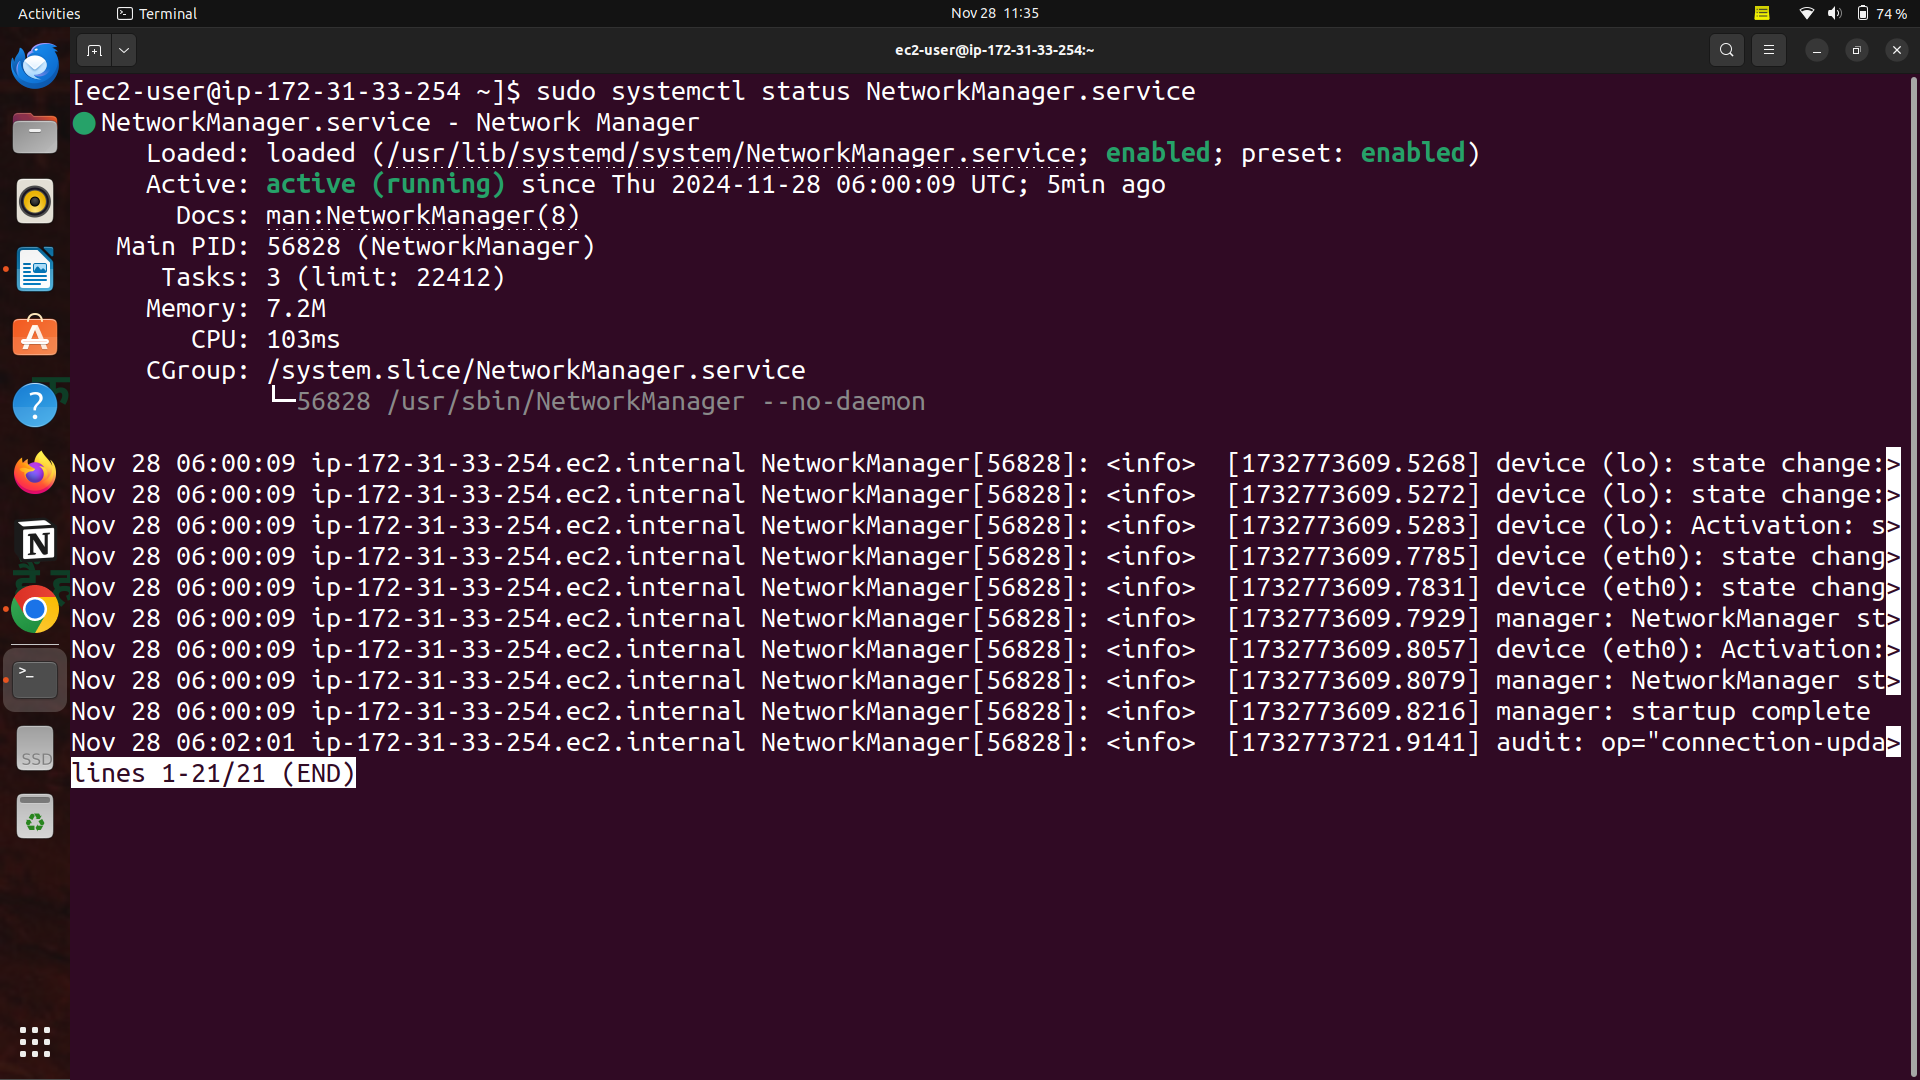 Activities Terminal Nov 28 11:35 74 %
ec2-user@ip-172-31-33-254:~
[ec2-user@ip-172-31-33-254 ~]$ sudo systemctl status NetworkManager.service
● NetworkManager.service - Network Manager
Loaded: loaded (/usr/lib/systemd/system/NetworkManager.service; enabled; preset: enabled)
Active: active (running) since Thu 2024-11-28 06:00:09 UTC; 5min ago
Docs: man:NetworkManager(8)
Main PID: 56828 (NetworkManager)
Tasks: 3 (limit: 22412)
Memory: 7.2M
CPU: 103ms
CGroup: /system.slice/NetworkManager.service
└─56828 /usr/sbin/NetworkManager --no-daemon
Nov 28 06:00:09 ip-172-31-33-254.ec2.internal NetworkManager[56828]: <info>  [1732773609.5268] device (lo): state change:>
Nov 28 06:00:09 ip-172-31-33-254.ec2.internal NetworkManager[56828]: <info>  [1732773609.5272] device (lo): state change:>
Nov 28 06:00:09 ip-172-31-33-254.ec2.internal NetworkManager[56828]: <info>  [1732773609.5283] device (lo): Activation: s>
Nov 28 06:00:09 ip-172-31-33-254.ec2.internal NetworkManager[56828]: <info>  [1732773609.7785] device (eth0): state chang>
Nov 28 06:00:09 ip-172-31-33-254.ec2.internal NetworkManager[56828]: <info>  [1732773609.7831] device (eth0): state chang>
Nov 28 06:00:09 ip-172-31-33-254.ec2.internal NetworkManager[56828]: <info>  [1732773609.7929] manager: NetworkManager st>
Nov 28 06:00:09 ip-172-31-33-254.ec2.internal NetworkManager[56828]: <info>  [1732773609.8057] device (eth0): Activation:>
Nov 28 06:00:09 ip-172-31-33-254.ec2.internal NetworkManager[56828]: <info>  [1732773609.8079] manager: NetworkManager st>
Nov 28 06:00:09 ip-172-31-33-254.ec2.internal NetworkManager[56828]: <info>  [1732773609.8216] manager: startup complete
Nov 28 06:02:01 ip-172-31-33-254.ec2.internal NetworkManager[56828]: <info>  [1732773721.9141] audit: op="connection-upda>
lines 1-21/21 (END)
SSD